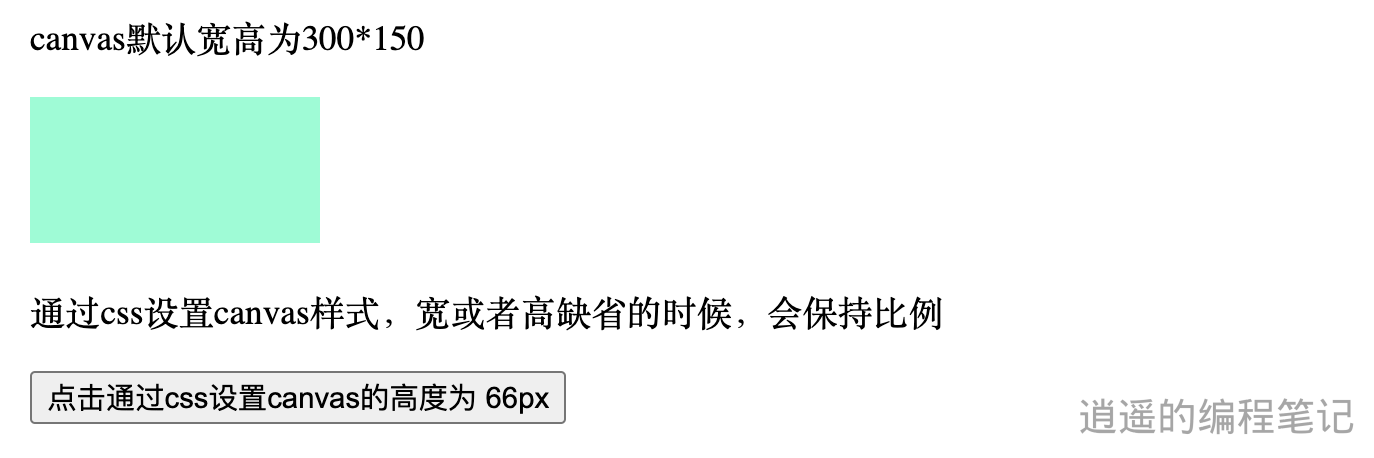 canvas默认宽高为300*150
通过css设置canvas样式，宽或者高缺省的时候，会保持比例
点击通过css设置canvas的高度为 66px
逍遥的编程笔记